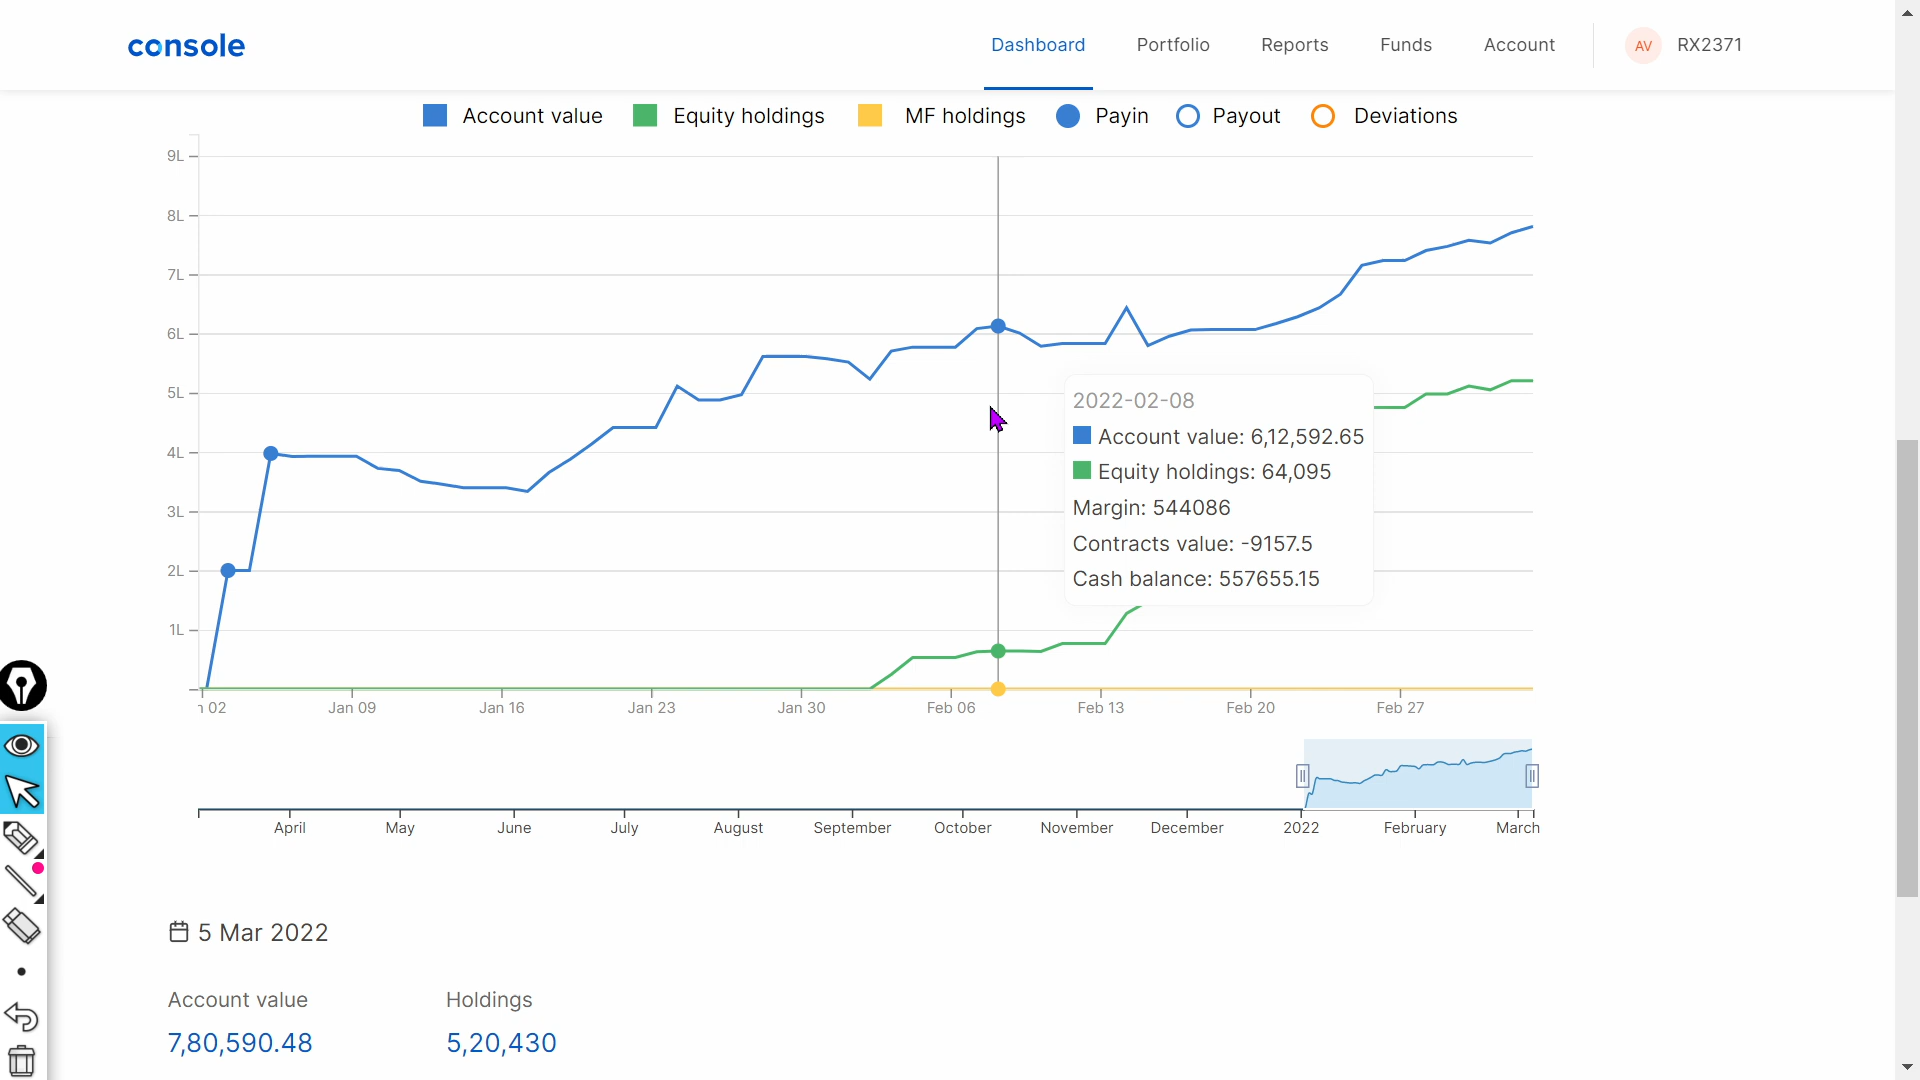 console
Dashboard Portfolio Reports Funds Account AV RX2371
Account value Equity holdings MF holdings Payin Payout Deviations
9L
8L
7L
6L
5L
4L
3L
2L
1L
2022-02-08
Account value: 6,12,592.65
Equity holdings: 64,095
Margin: 544086
Contracts value: -9157.5
Cash balance: 557655.15
02 Jan 09 Jan 16 Jan 23 Jan 30 Feb 06 Feb 13 Feb 20 Feb 27
April May June July August September October November December 2022 February March
5 Mar 2022
Account value Holdings
7,80,590.48 5,20,430